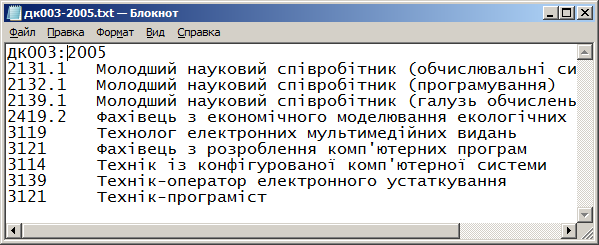 дк003-2005.txt — Блокнот
Файл Правка Формат Вид Справка
дк003:2005
2131.1 Молодший науковий співробітник (обчислювальні си
2132.1 Молодший науковий співробітник (програмування)
2139.1 Молодший науковий співробітник (галузь обчислень
2419.2 Фахівець з економічного моделювання екологічних
3119 Технолог електронних мультимедійних видань
3121 Фахівець з розроблення комп'ютерних програм
3114 Технік із конфігурованої комп'ютерної системи
3139 Технік-оператор електронного устаткування
3121 Технік-програміст